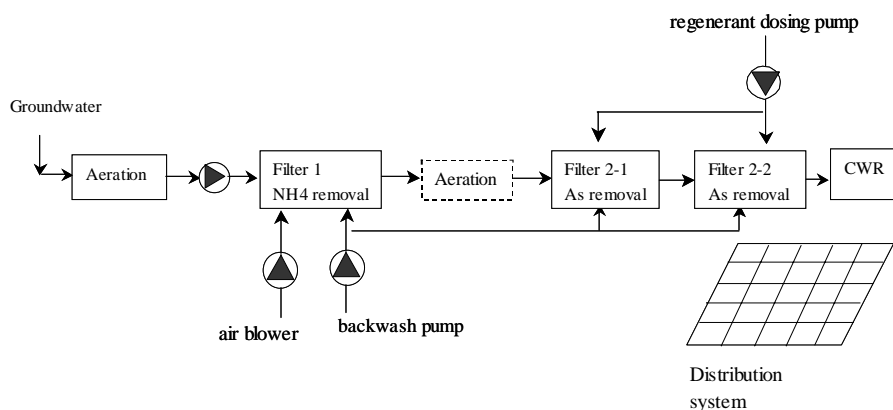 regenerant dosing pump
Groundwater
Aeration
Filter 1
NH4 removal
Aeration
Filter 2-1
As removal
Filter 2-2
As removal
CWR
air blower
backwash pump
Distribution
system